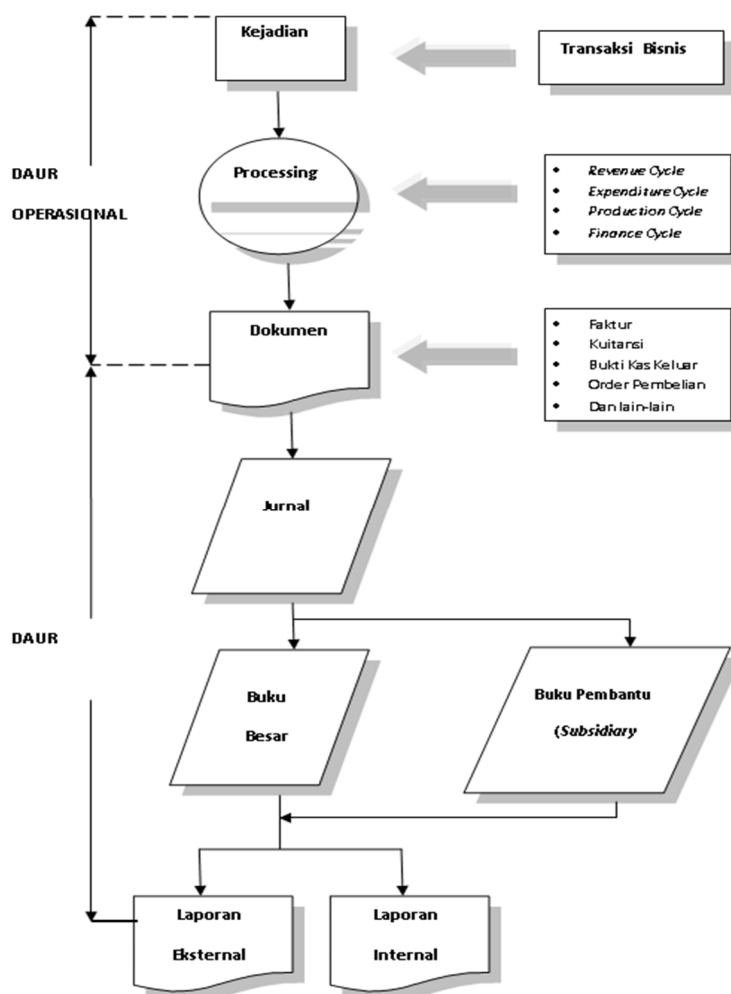 Kejadian
Transaksi Bisnis
Processing
• Revenue Cycle
• Expenditure Cycle
• Production Cycle
• Finance Cycle
DAUR
OPERASIONAL
Dokumen
• Faktur
• Kuitansi
• Bukti Kas Keluar
• Order Pembelian
• Dan lain-lain
Jurnal
DAUR
Buku
Besar
Buku Pembantu
(Subsidiary
Laporan
Eksternal
Laporan
Internal